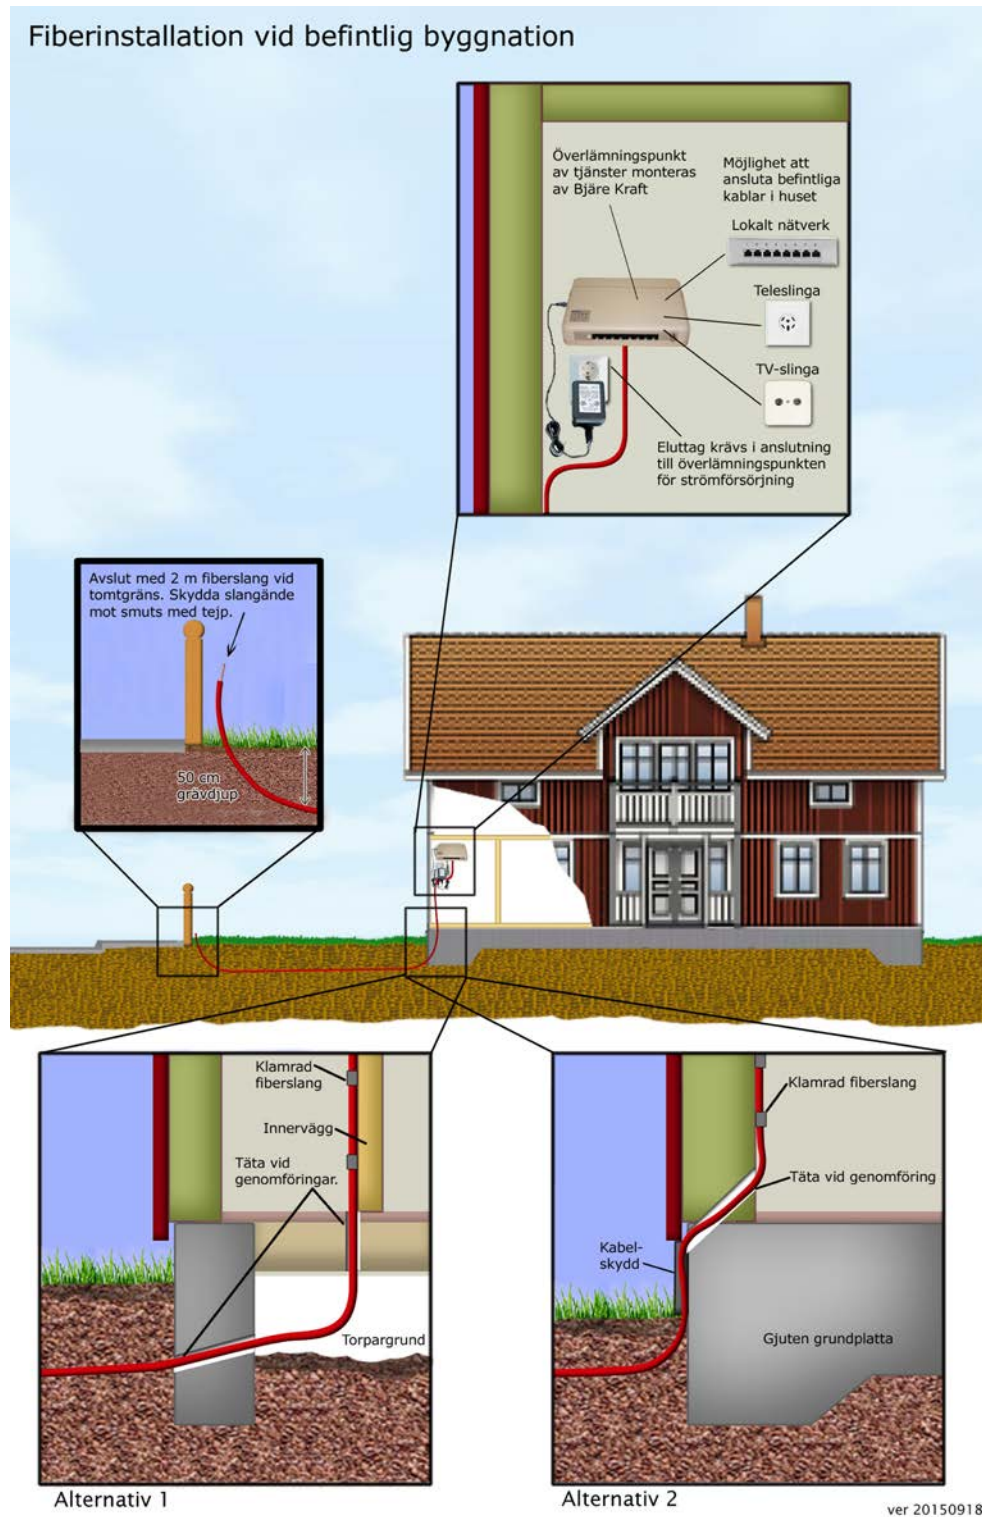 Fiberinstallation vid befintlig byggnation
Överlämningspunkt
av tjänster monteras
av Bjäre Kraft
Möjlighet att
ansluta befintliga
kablar i huset
Lokalt nätverk
Teleslinga
TV-slinga
Eluttag krävs i anslutning
till överlämningspunkten
för strömförsörjning
Avslut med 2 m fiberslang vid
tomtgräns. Skydda slangände
mot smuts med tejp.
50 cm
grävdjup
Klamrad
fiberslang
Innervägg
Täta vid
genomföringar.
Torpargrund
Alternativ 1
Klamrad fiberslang
Täta vid genomföring
Kabel-
skydd
Gjuten grundplatta
Alternativ 2
ver 20150918